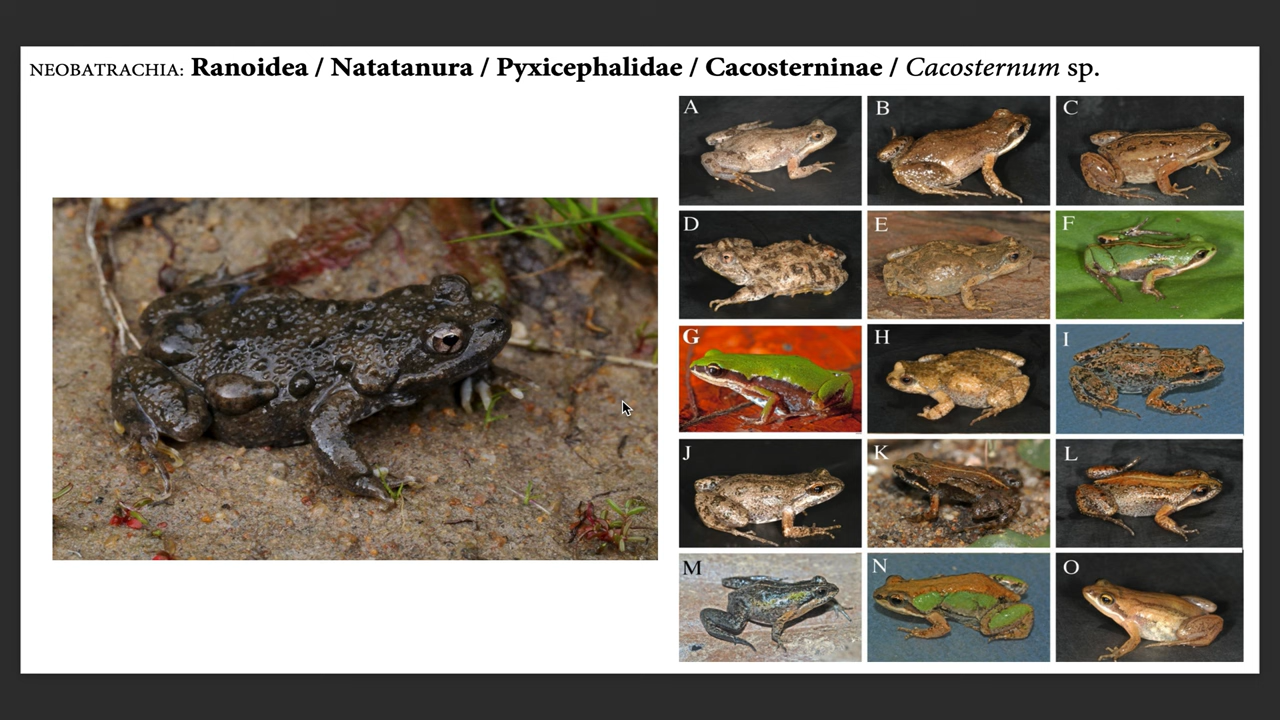 NEOBATRACHIA: Ranoidea / Natatanura / Pyxicephalidae / Cacosterninae / Cacosternum sp.
A B C
D E F
G H I
J K L
M N O